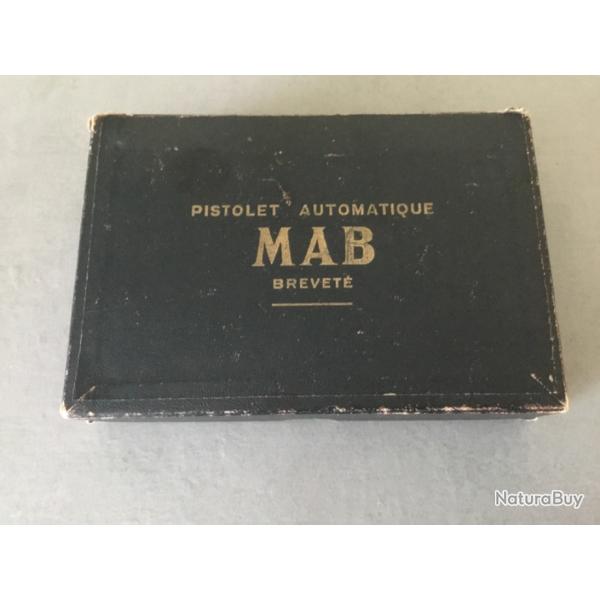 PISTOLET AUTOMATIQUE
MAB
BREVETÉ
NaturaBuy